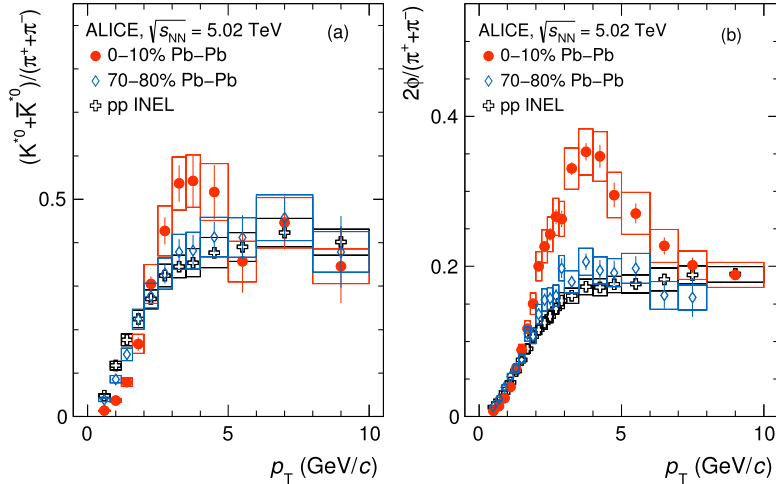 ALICE, √sNN = 5.02 TeV (a)
0−10% Pb−Pb
70−80% Pb−Pb
pp INEL
(K*0+K̅*0)/(π++π−)
0.5
0
0 5 10
pT (GeV/c)
ALICE, √sNN = 5.02 TeV (b)
0−10% Pb−Pb
70−80% Pb−Pb
pp INEL
2ϕ/(π++π−)
0.4
0.2
0
0 5 10
pT (GeV/c)